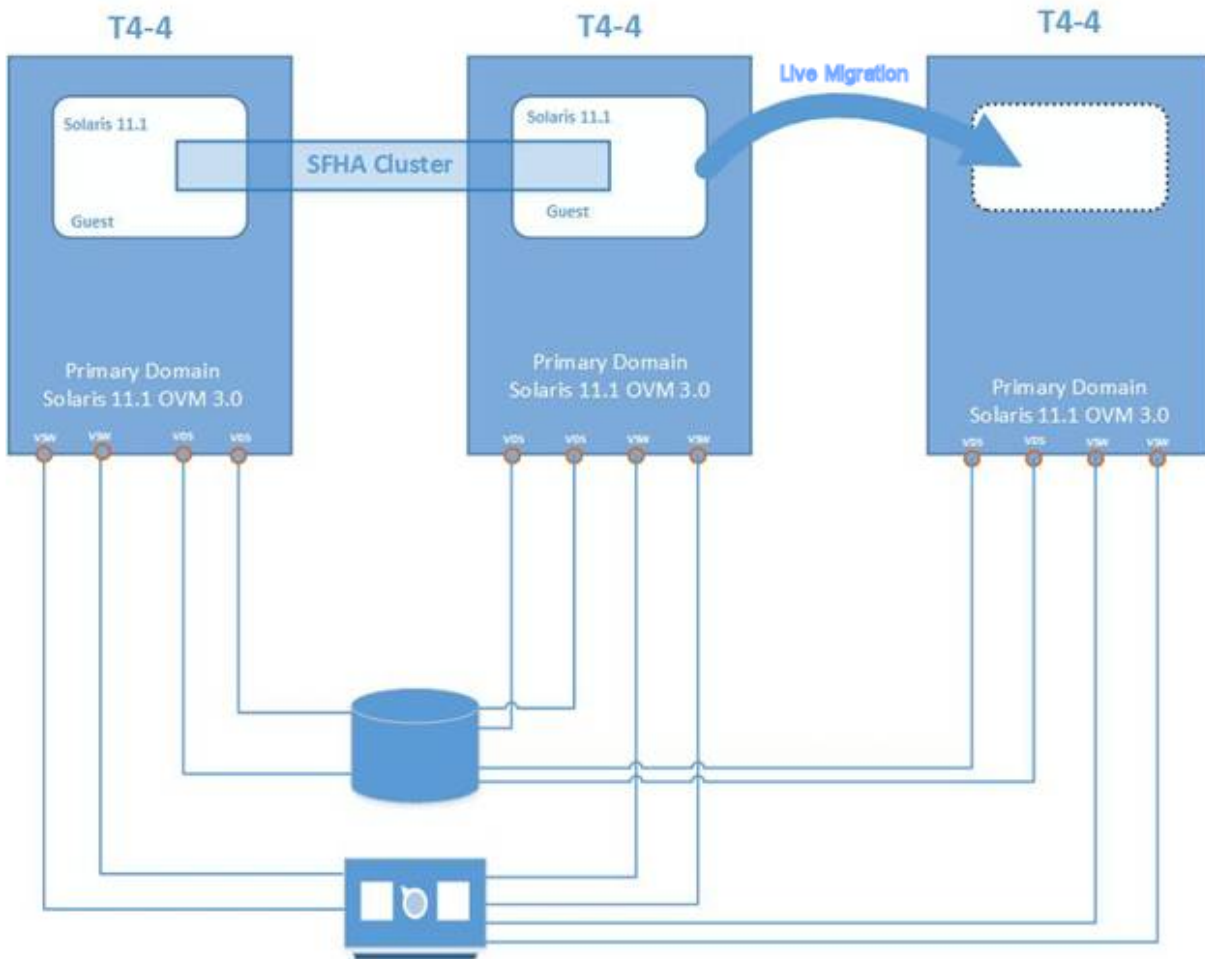 T4-4
T4-4
T4-4
Live Migration
Solaris 11.1
Solaris 11.1
SFHA Cluster
Guest
Guest
Primary Domain
Solaris 11.1 OVM 3.0
Primary Domain
Solaris 11.1 OVM 3.0
Primary Domain
Solaris 11.1 OVM 3.0
VSW VSW VDS VDS
VDS VDS VSW VSW
VDS VDS VSW VSW